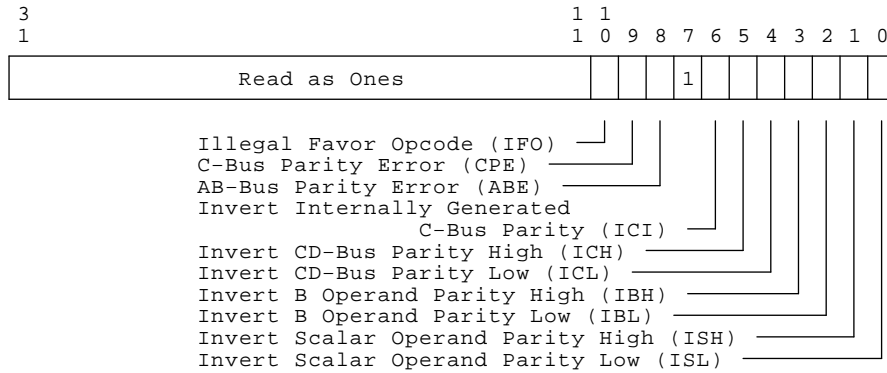 3 1 1
1 1 0 9 8 7 6 5 4 3 2 1 0
Read as Ones 1
Illegal Favor Opcode (IFO)
C-Bus Parity Error (CPE)
AB-Bus Parity Error (ABE)
Invert Internally Generated
C-Bus Parity (ICI)
Invert CD-Bus Parity High (ICH)
Invert CD-Bus Parity Low (ICL)
Invert B Operand Parity High (IBH)
Invert B Operand Parity Low (IBL)
Invert Scalar Operand Parity High (ISH)
Invert Scalar Operand Parity Low (ISL)